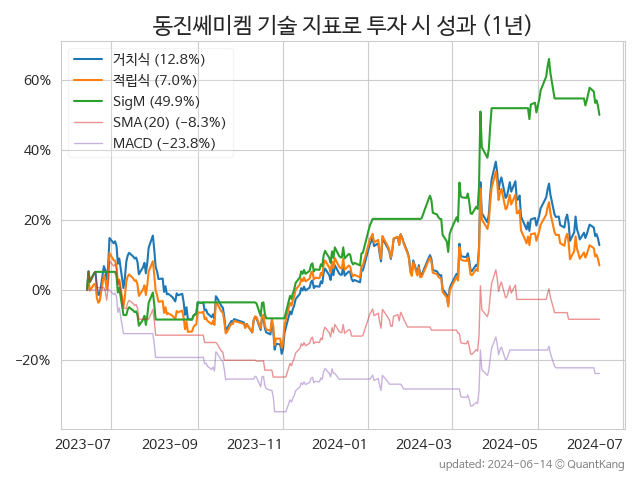 동진쎄미켐 기술 지표로 투자 시 성과 (1년)
거치식 (12.8%)
적립식 (7.0%)
SigM (49.9%)
SMA(20) (−8.3%)
MACD (−23.8%)
60%
40%
20%
0%
−20%
2023-07 2023-09 2023-11 2024-01 2024-03 2024-05 2024-07
updated: 2024-06-14 © QuantKang